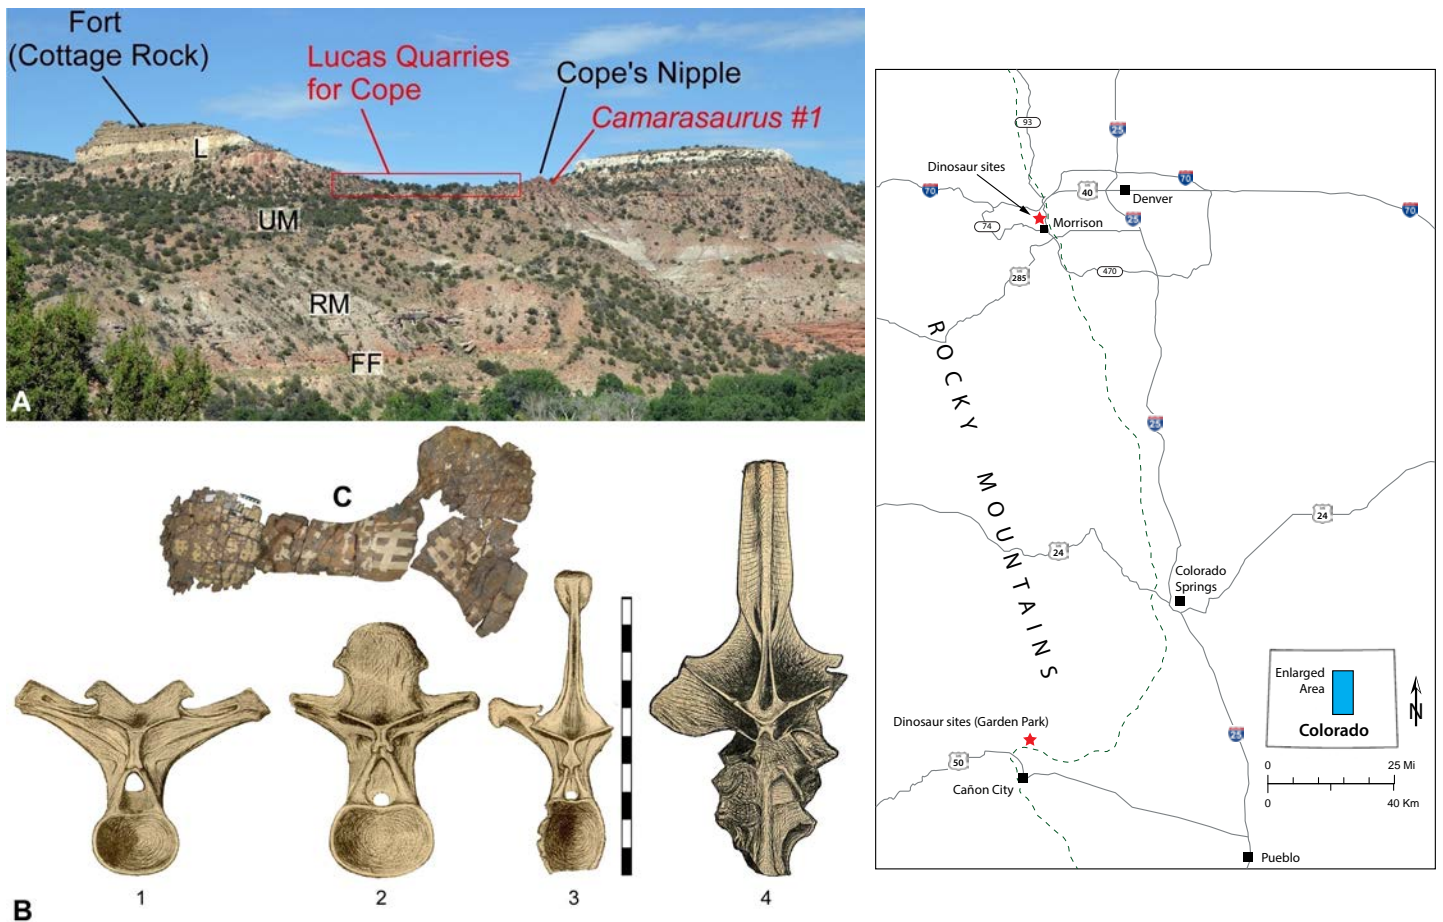 Fort
(Cottage Rock)
Lucas Quarries
for Cope
Cope's Nipple
Camarasaurus #1
L
UM
RM
FF
A
C
1
2
3
4
B
93
25
Dinosaur sites
70
40
70
Denver
70
25
Morrison
74
285
470
ROCKY MOUNTAINS
25
24
24
Colorado
Springs
Enlarged
Area
Colorado
N
Dinosaur sites (Garden Park)
25
50
0
25 Mi
Cañon City
0
40 Km
Pueblo